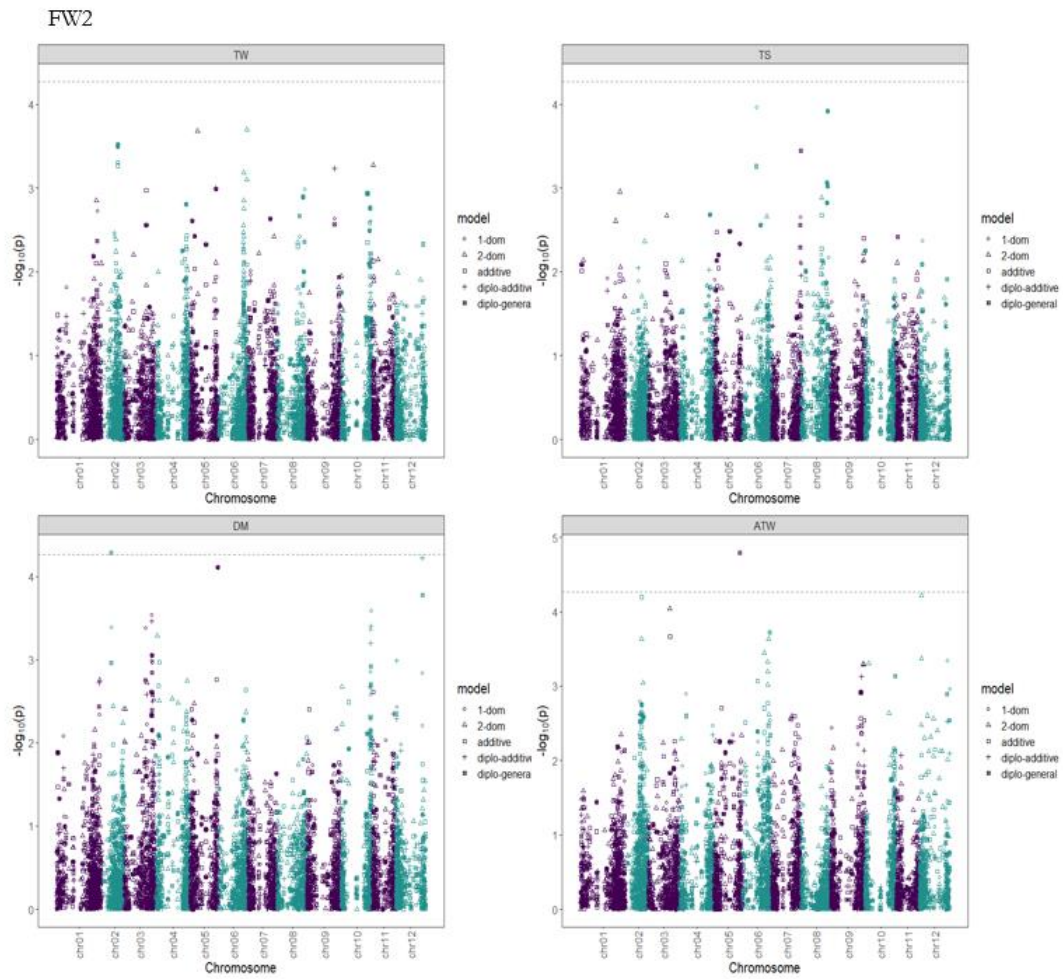 FW2
TW
-log10(p)
4
3
2
1
0
chr01
chr02
chr03
chr04
chr05
chr06
chr07
chr08
chr09
chr10
chr11
chr12
Chromosome
model
1-dom
2-dom
additive
diplo-additive
diplo-general
TS
-log10(p)
4
3
2
1
0
chr01
chr02
chr03
chr04
chr05
chr06
chr07
chr08
chr09
chr10
chr11
chr12
Chromosome
model
1-dom
2-dom
additive
diplo-additive
diplo-general
DM
-log10(p)
4
3
2
1
0
chr01
chr02
chr03
chr04
chr05
chr06
chr07
chr08
chr09
chr10
chr11
chr12
Chromosome
model
1-dom
2-dom
additive
diplo-additive
diplo-general
ATW
-log10(p)
5
4
3
2
1
0
chr01
chr02
chr03
chr04
chr05
chr06
chr07
chr08
chr09
chr10
chr11
chr12
Chromosome
model
1-dom
2-dom
additive
diplo-additive
diplo-general